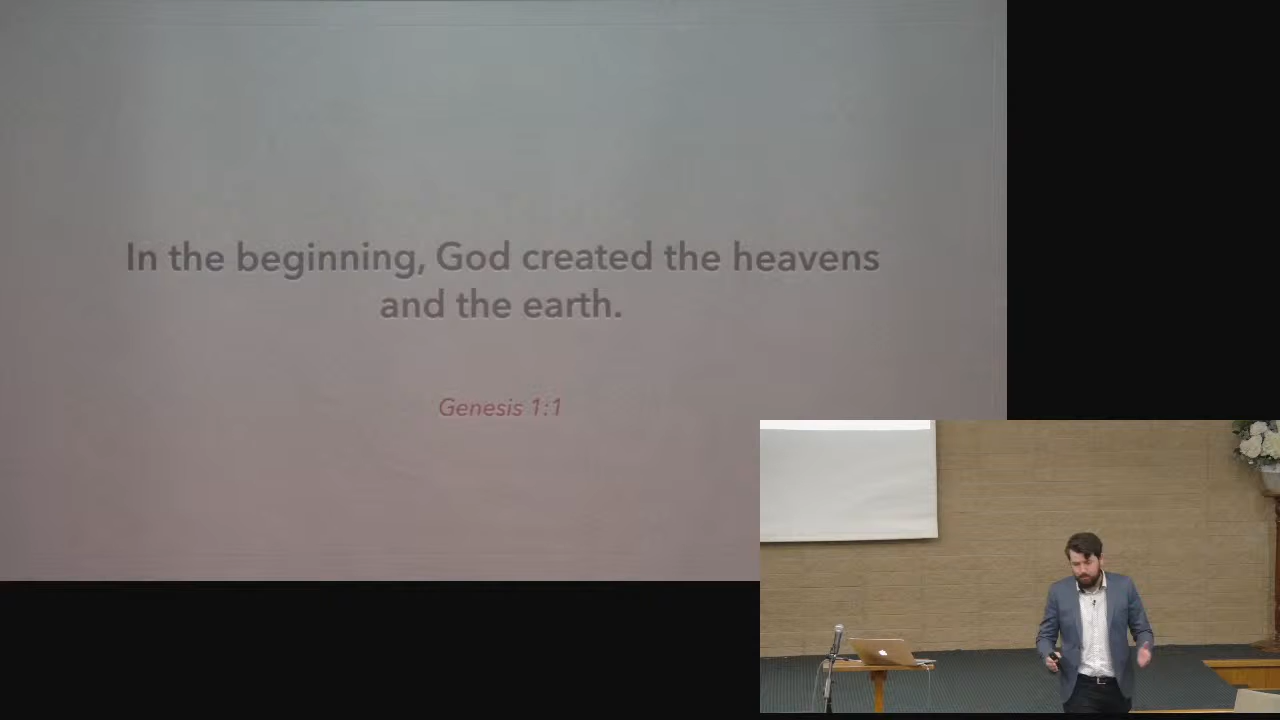 In the beginning, God created the heavens
and the earth.
Genesis 1:1